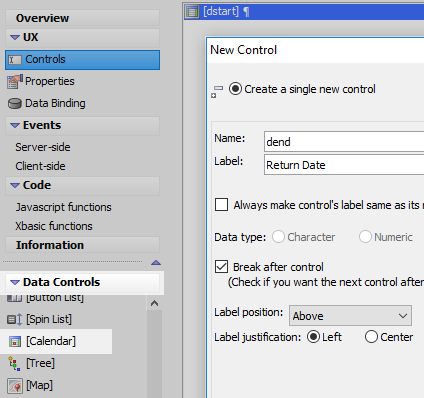 Overview
UX
Controls
Properties
Data Binding
Events
Server-side
Client-side
Code
Javascript functions
Xbasic functions
Information
Data Controls
[Button List]
[Spin List]
[Calendar]
[Tree]
[Map]
[dstart] ¶
New Control
Create a single new control
Name: dend
Label: Return Date
Always make control's label same as its n
Data type: Character Numeric
Break after control
(Check if you want the next control after
Label position: Above
Label justification: Left Center